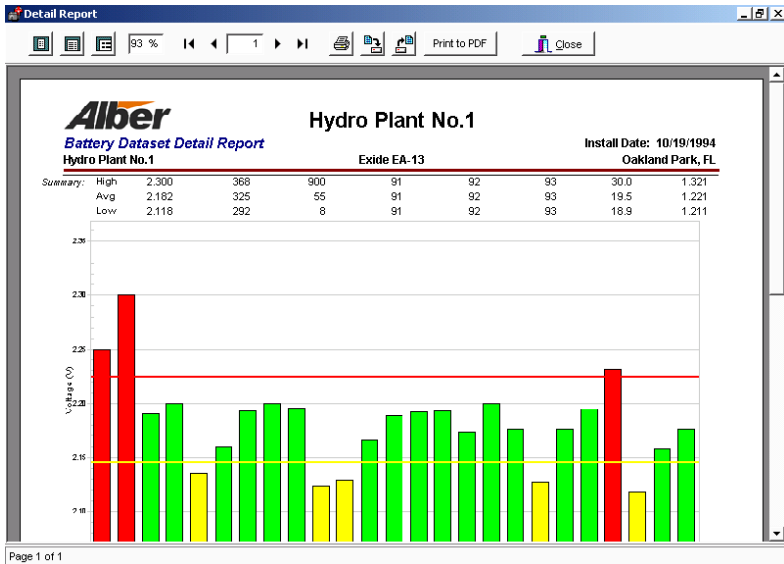 Detail Report
93 %
1
Print to PDF
Close
Alber
Hydro Plant No.1
Battery Dataset Detail Report
Install Date: 10/19/1994
Hydro Plant No.1 Exide EA-13 Oakland Park, FL
Summary: High 2.300 368 900 91 92 93 30.0 1.321
Avg 2.182 325 55 91 92 93 19.5 1.221
Low 2.118 292 8 91 92 93 18.9 1.211
2.35
2.30
2.25
Voltage (V)
2.20
2.15
2.10
Page 1 of 1